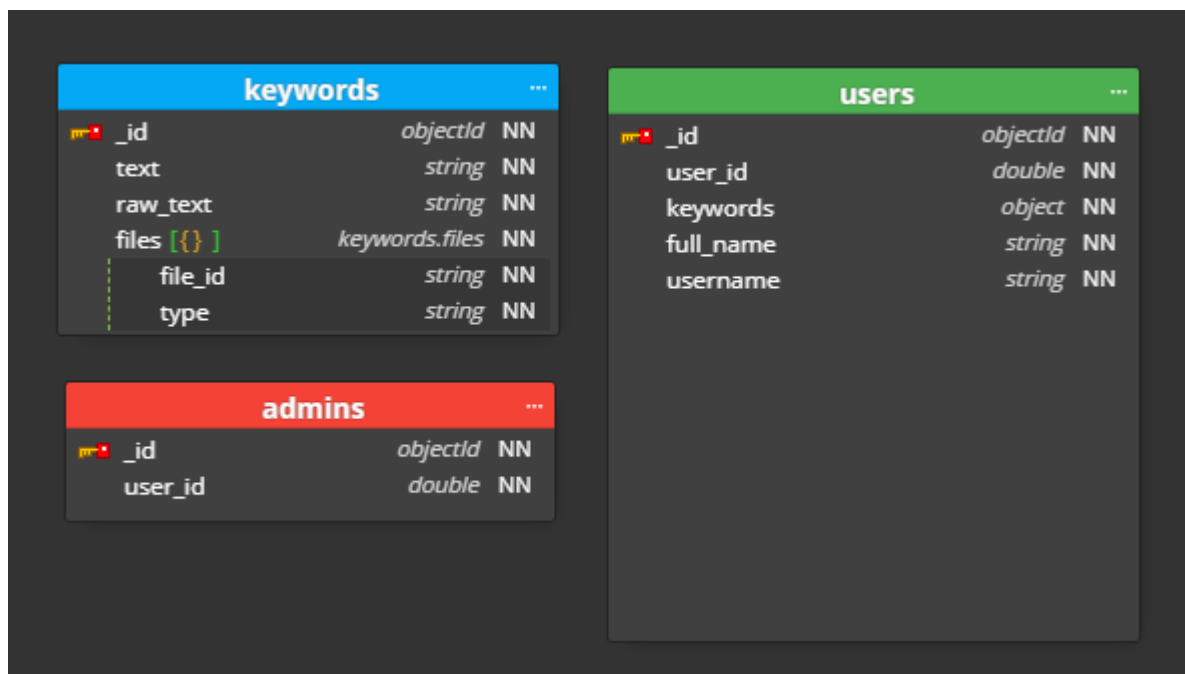 keywords ...
_id objectId NN
text string NN
raw_text string NN
files [{} ] keywords.files NN
file_id string NN
type string NN
admins ...
_id objectId NN
user_id double NN
users ...
_id objectId NN
user_id double NN
keywords object NN
full_name string NN
username string NN